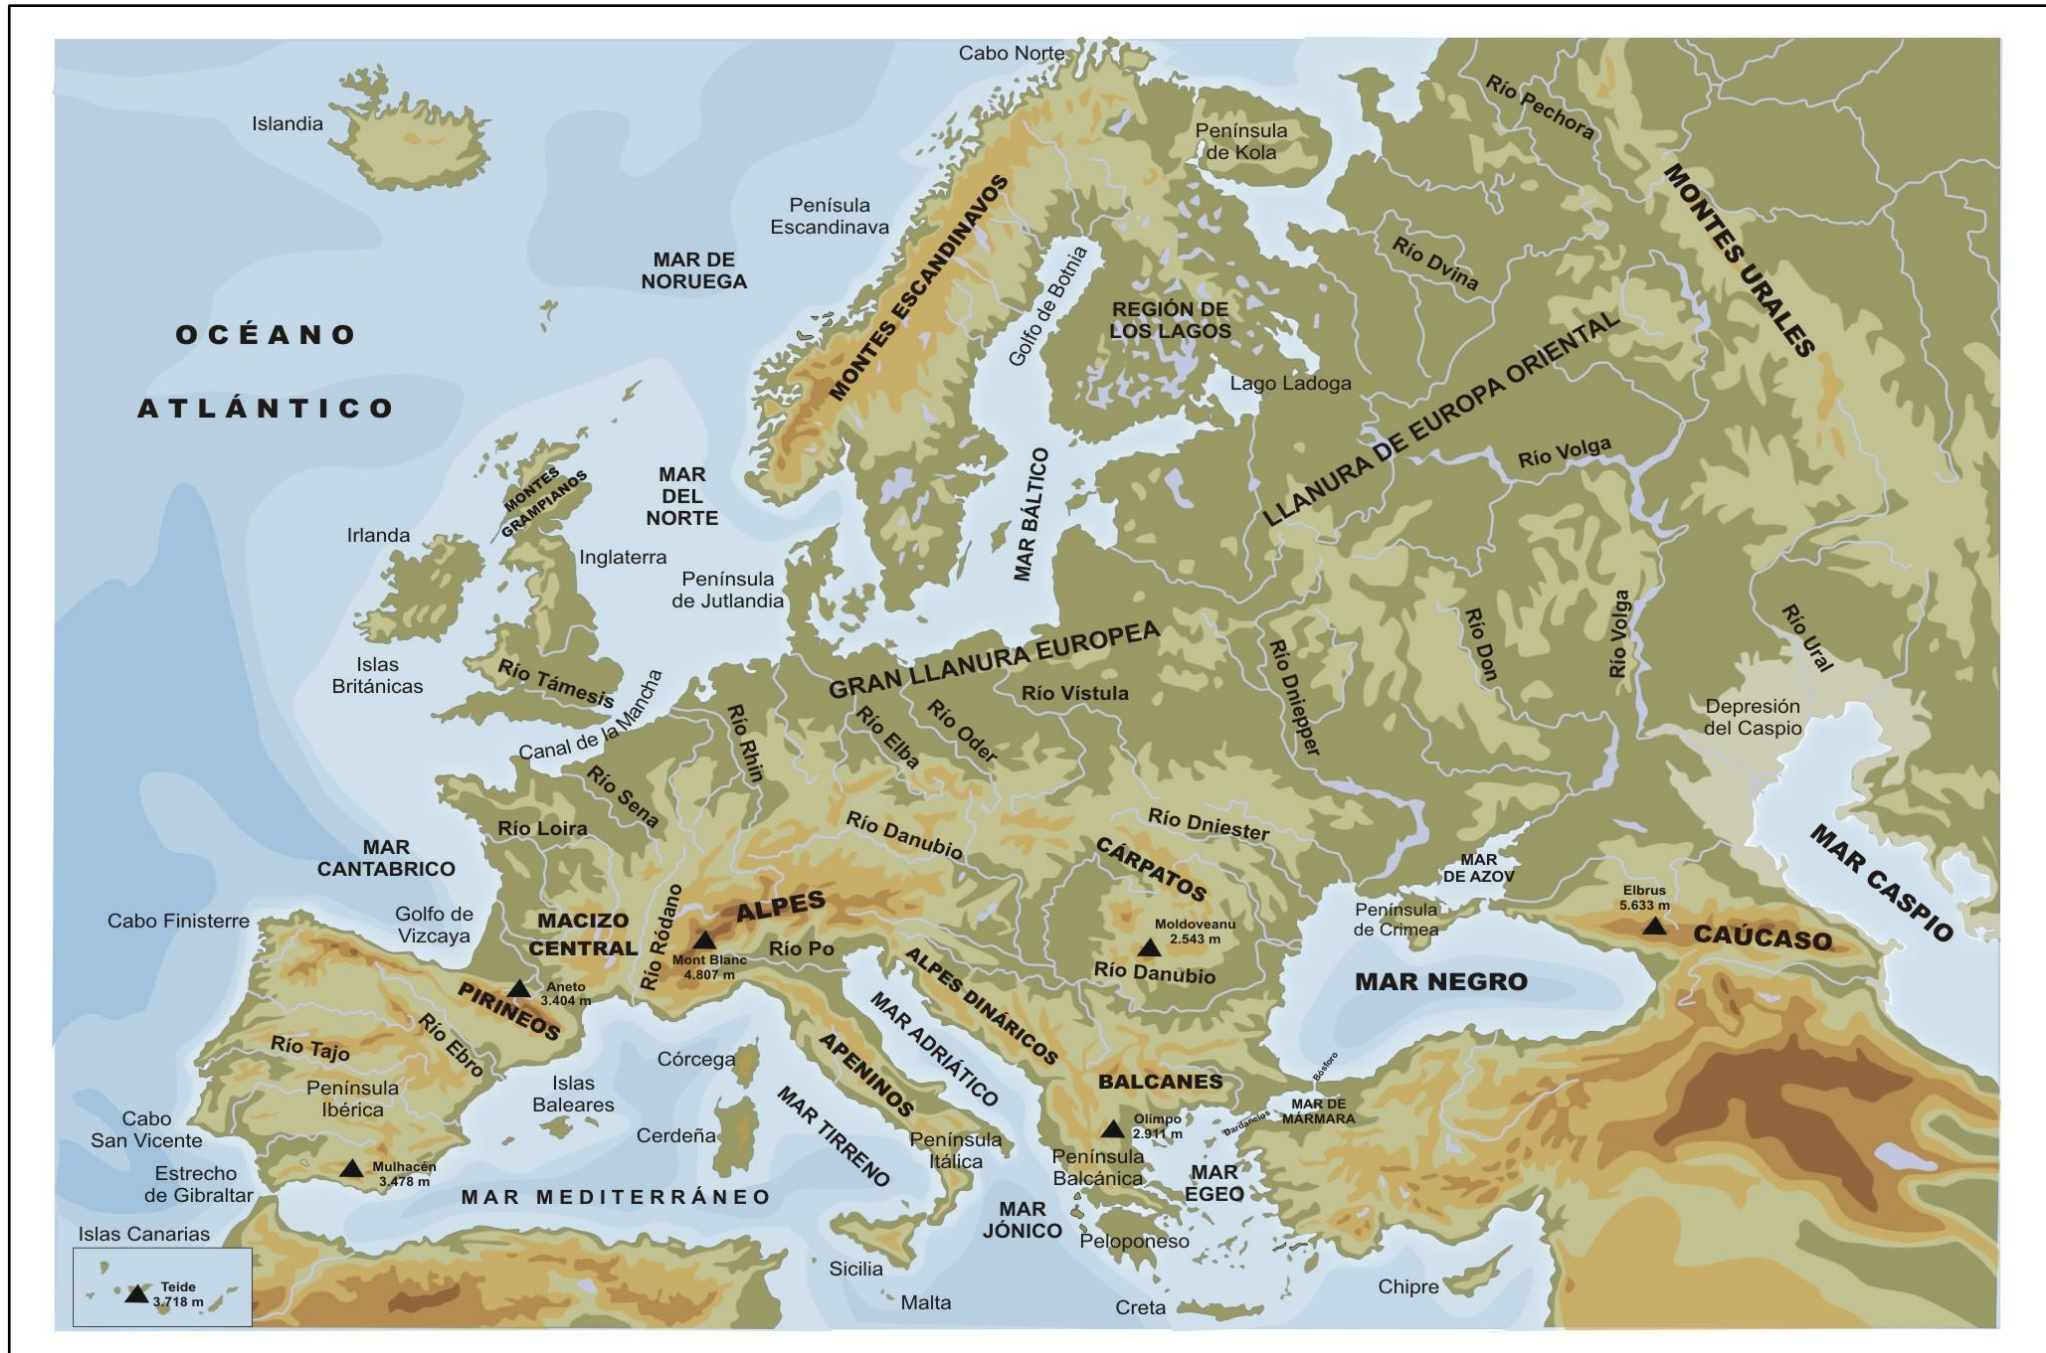 Cabo Norte
Islandia
Río Pechora
Península
de Kola
MONTES URALES
Penísula
Escandinava
MONTES ESCANDINAVOS
MAR DE
NORUEGA
Golfo de Botnia
Río Dvina
REGIÓN DE
LOS LAGOS
OCÉANO
ATLÁNTICO
Lago Ladoga
LLANURA DE EUROPA ORIENTAL
Río Volga
MONTES
GRAMPIANOS
MAR
DEL
NORTE
MAR BÁLTICO
Irlanda
Inglaterra
Península
de Jutlandia
Islas
Británicas
Río Támesis
Canal de la Mancha
GRAN LLANURA EUROPEA
Río Vístula
Río Dniepper
Río Don
Río Volga
Río Ural
Depresión
del Caspio
Río Rhin
Río Elba
Río Oder
Río Sena
Río Loira
Río Danubio
Río Dniester
CÁRPATOS
MAR
CANTABRICO
MAR
DE AZOV
MAR CASPIO
Cabo Finisterre
Golfo de
Vizcaya
MACIZO
CENTRAL
Río Ródano
ALPES
Mont Blanc
4.807 m
Río Po
Moldoveanu
2.543 m
Río Danubio
Península
de Crimea
Elbrus
5.633 m
CAÚCASO
PIRINEOS
Aneto
3.404 m
ALPES DINÁRICOS
MAR NEGRO
MAR ADRIÁTICO
Río Tajo
Río Ebro
Península
Ibérica
Islas
Baleares
Córcega
APENINOS
BALCANES
Bósforo
Cabo
San Vicente
Cerdeña
MAR TIRRENO
Península
Itálica
Olimpo
2.911 m
Dardanelos
MAR DE
MÁRMARA
Estrecho
de Gibraltar
Mulhacén
3.478 m
Península
Balcánica
MAR MEDITERRÁNEO
MAR
EGEO
MAR
JÓNICO
Peloponeso
Islas Canarias
Teide
3.718 m
Sicilia
Malta
Creta
Chipre